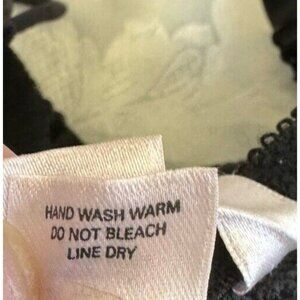 HAND WASH WARM
DO NOT BLEACH
LINE DRY